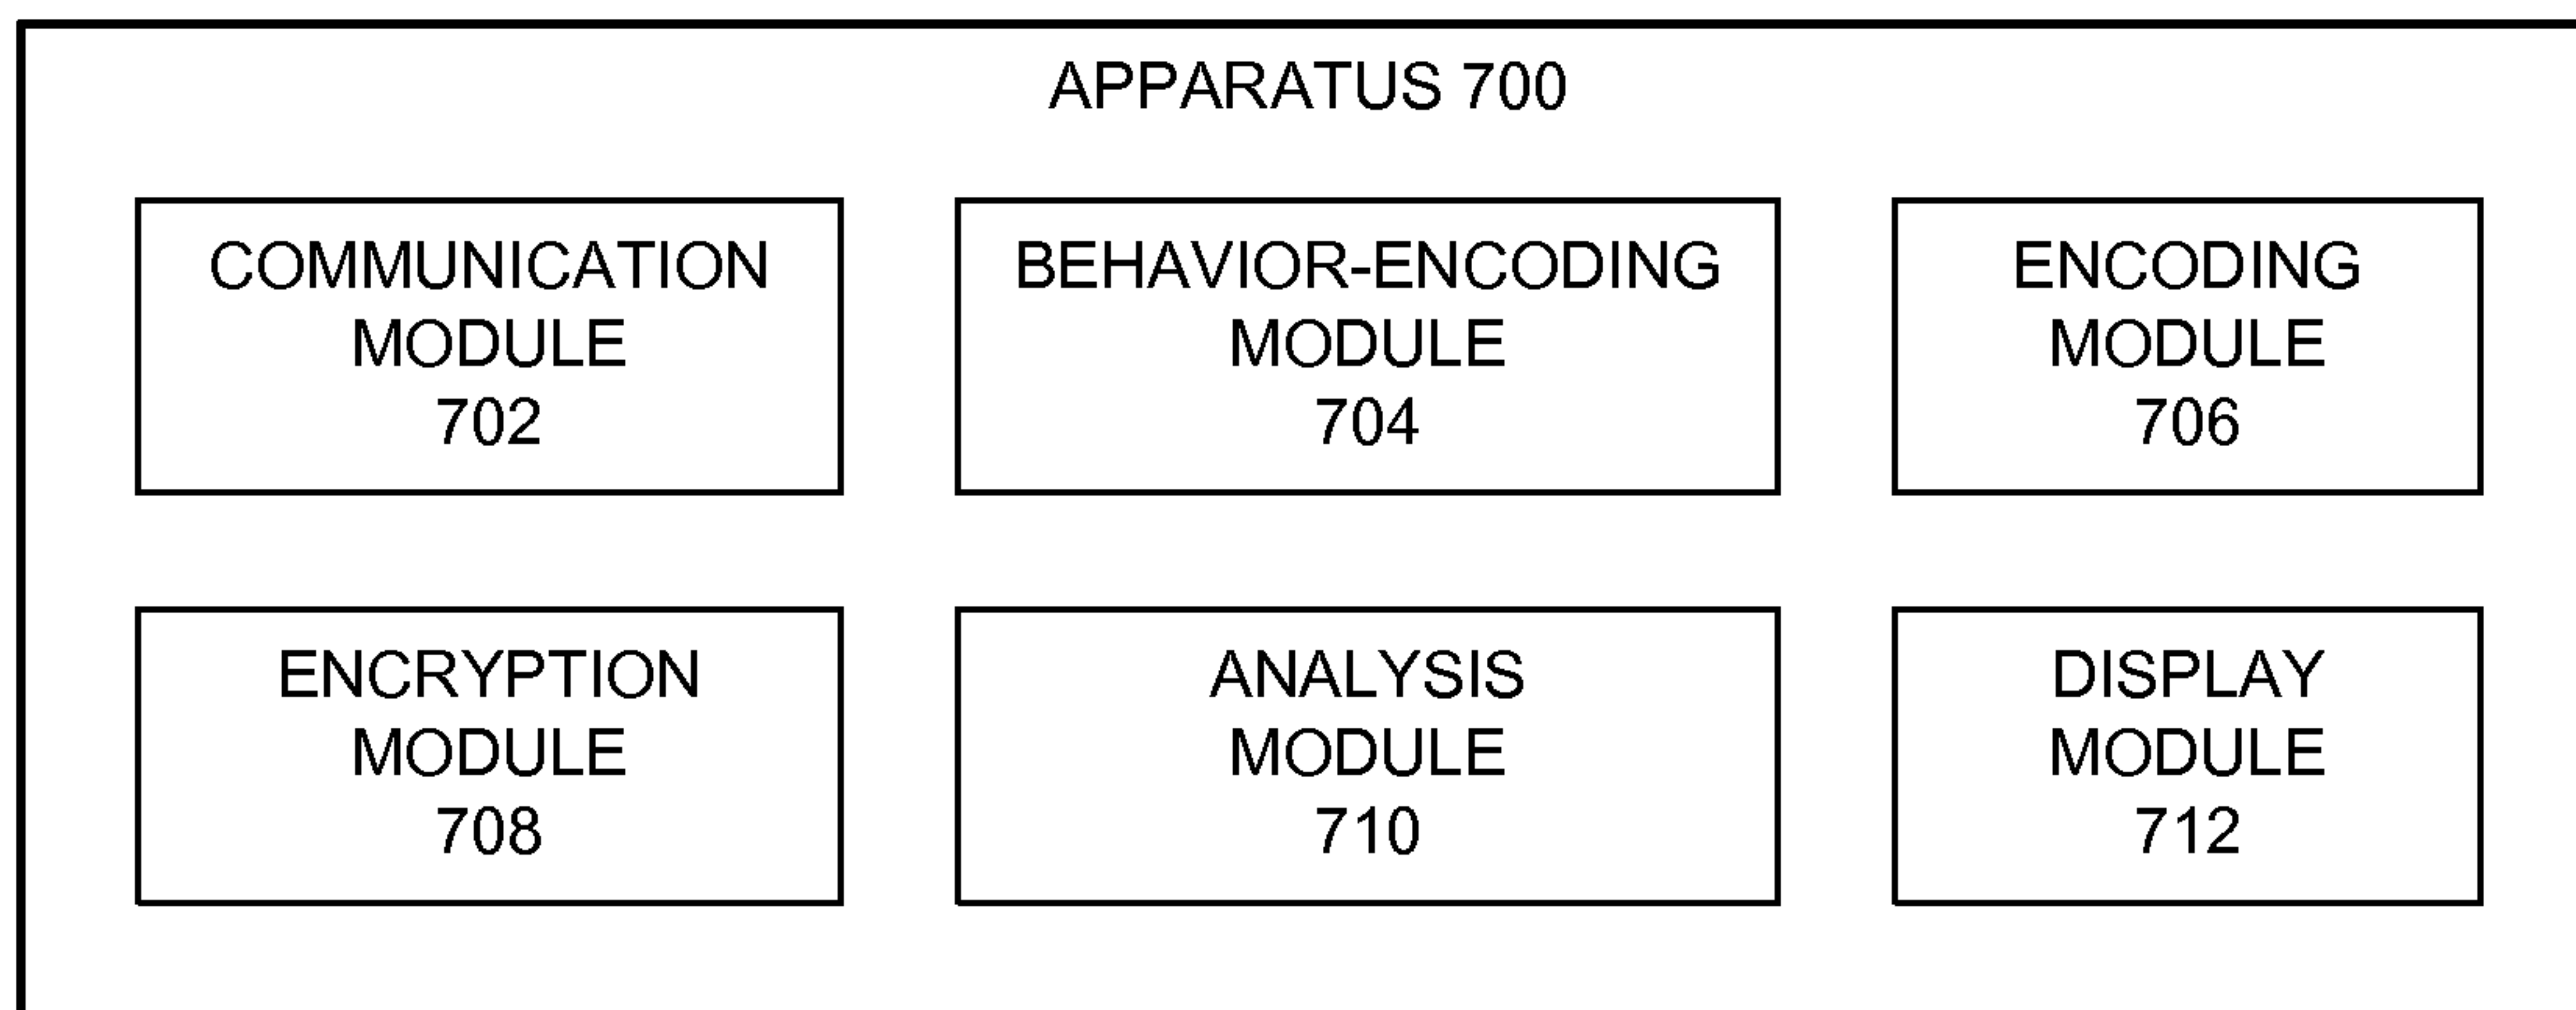 APPARATUS 700
COMMUNICATION
MODULE
702
BEHAVIOR-ENCODING
MODULE
704
ENCODING
MODULE
706
ENCRYPTION
MODULE
708
ANALYSIS
MODULE
710
DISPLAY
MODULE
712